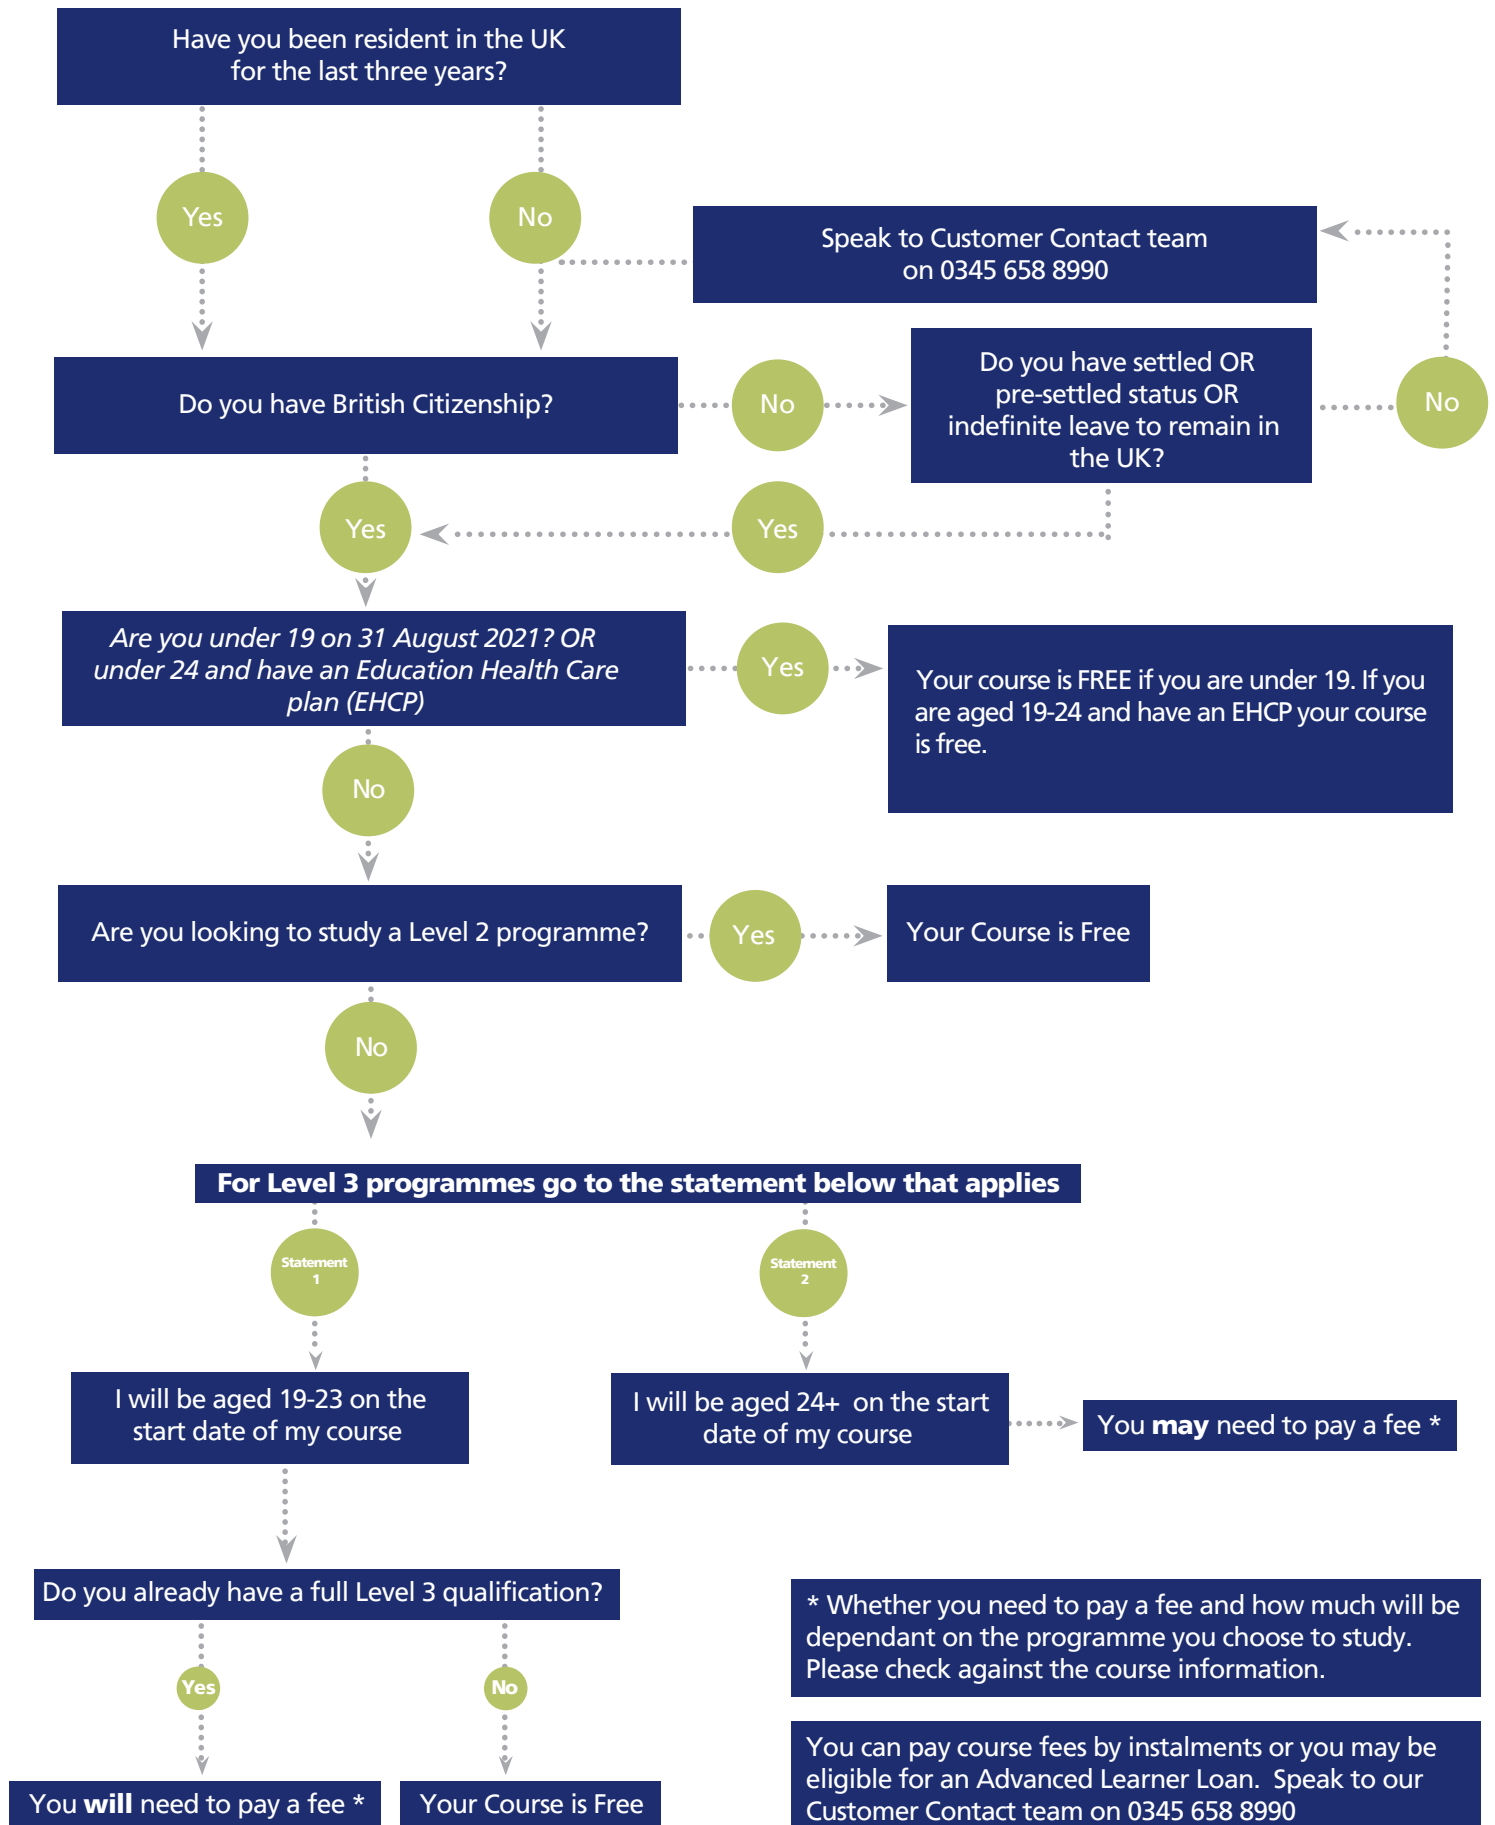 Have you been resident in the UK
for the last three years?
Yes
No
Speak to Customer Contact team
on 0345 658 8990
Do you have British Citizenship?
No
Do you have settled OR
pre-settled status OR
indefinite leave to remain in
the UK?
No
Yes
Yes
Are you under 19 on 31 August 2021? OR
under 24 and have an Education Health Care
plan (EHCP)
Yes
Your course is FREE if you are under 19. If you
are aged 19-24 and have an EHCP your course
is free.
No
Are you looking to study a Level 2 programme?
Yes
Your Course is Free
No
For Level 3 programmes go to the statement below that applies
Statement
1
Statement
2
I will be aged 19-23 on the
start date of my course
I will be aged 24+ on the start
date of my course
You may need to pay a fee *
Do you already have a full Level 3 qualification?
Yes
No
You will need to pay a fee *
Your Course is Free
* Whether you need to pay a fee and how much will be
dependant on the programme you choose to study.
Please check against the course information.
You can pay course fees by instalments or you may be
eligible for an Advanced Learner Loan. Speak to our
Customer Contact team on 0345 658 8990